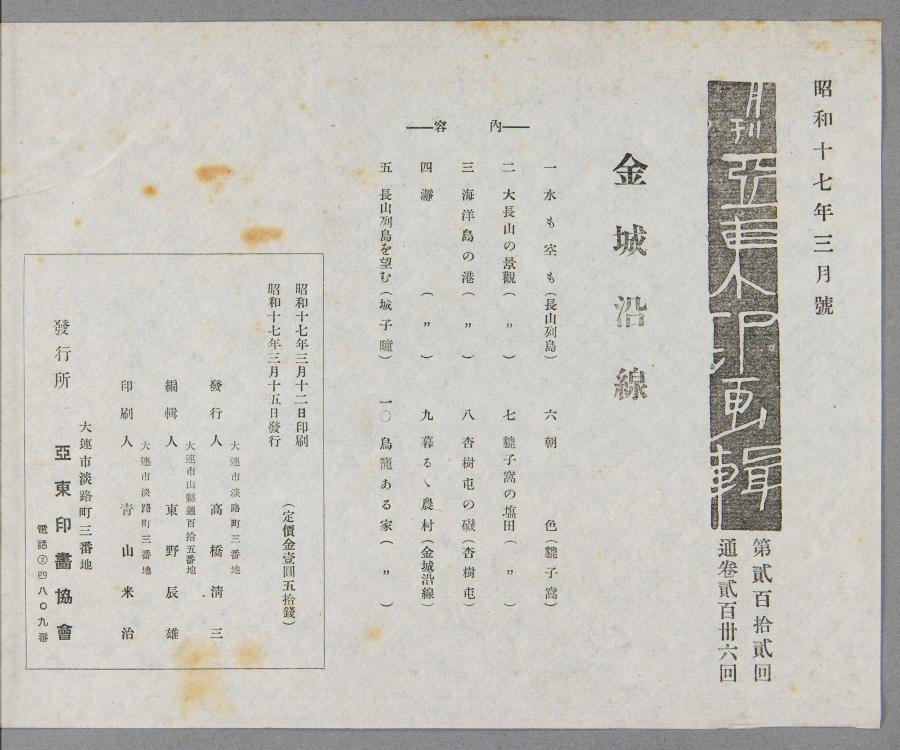 昭和十七年三月號
月刊 亞東印画輯
第貳百拾貳回
通卷貳百卅六回
金城沿線
――內容――
一 水も空も(長山列島)
二 大長山の景觀(〃)
三 海洋島の港(〃)
四 濤(〃)
五 長山列島を望む(城子疃)
六 朝色(貔子窩)
七 貔子窩の塩田(〃)
八 杏樹屯の磯(杏樹屯)
九 暮るゝ農村(金城沿線)
一〇 鳥籠ある家(〃)
昭和十七年三月十二日印刷
昭和十七年三月十五日發行
(定價金壹圓五拾錢)
大連市淡路町三番地
發行人 高橋淸三
大連市山縣通百拾五番地
編輯人 東野辰雄
大連市淡路町三番地
印刷人 靑山米治
大連市淡路町三番地
發行所 亞東印畵協會
電話②四八〇九番